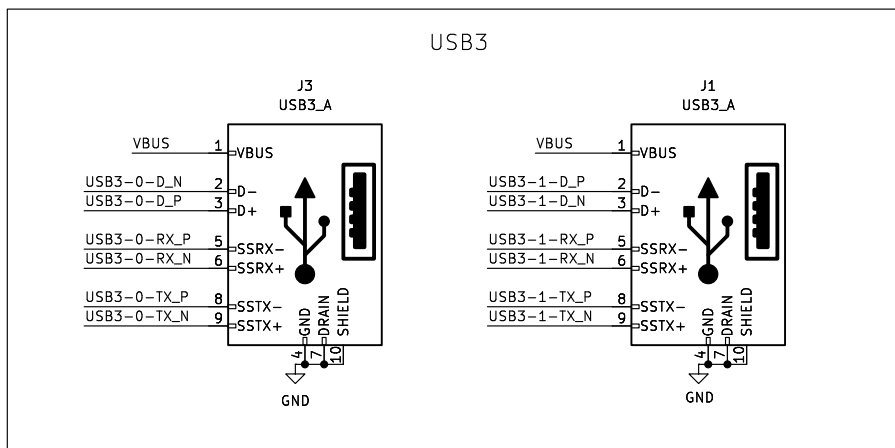 USB3
J3
USB3_A
VBUS 1 VBUS
USB3-0-D_N 2 D-
USB3-0-D_P 3 D+
USB3-0-RX_P 5 SSRX-
USB3-0-RX_N 6 SSRX+
USB3-0-TX_P 8 SSTX-
USB3-0-TX_N 9 SSTX+
GND DRAIN SHIELD
4 7 10
GND
J1
USB3_A
VBUS 1 VBUS
USB3-1-D_P 2 D-
USB3-1-D_N 3 D+
USB3-1-RX_P 5 SSRX-
USB3-1-RX_N 6 SSRX+
USB3-1-TX_P 8 SSTX-
USB3-1-TX_N 9 SSTX+
GND DRAIN SHIELD
4 7 10
GND